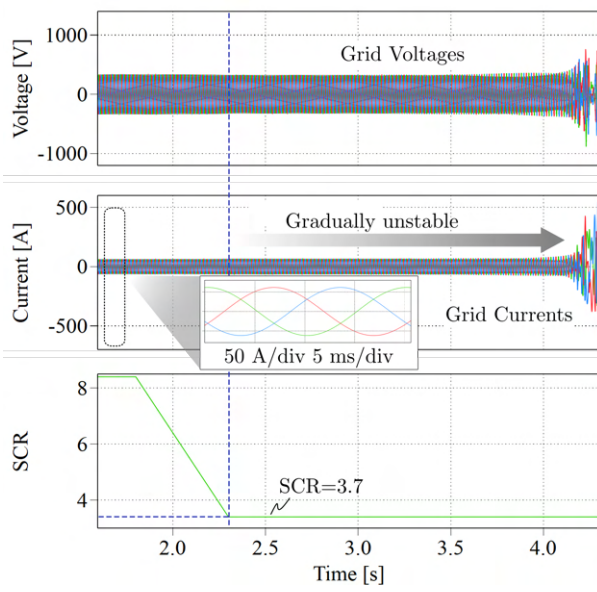 1000
Grid Voltages
Voltage [V]
0
-1000
500
Gradually unstable
Current [A]
0
Grid Currents
-500
50 A/div 5 ms/div
8
SCR
6
SCR=3.7
4
2.0 2.5 3.0 3.5 4.0
Time [s]